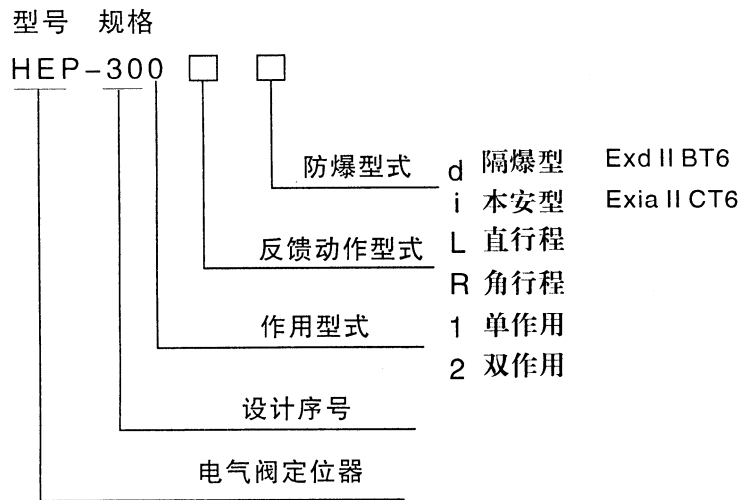 型号 规格
HEP-300 □ □
防爆型式 d 隔爆型 Exd II BT6
i 本安型 Exia II CT6
反馈动作型式 L 直行程
R 角行程
作用型式 1 单作用
2 双作用
设计序号
电气阀定位器